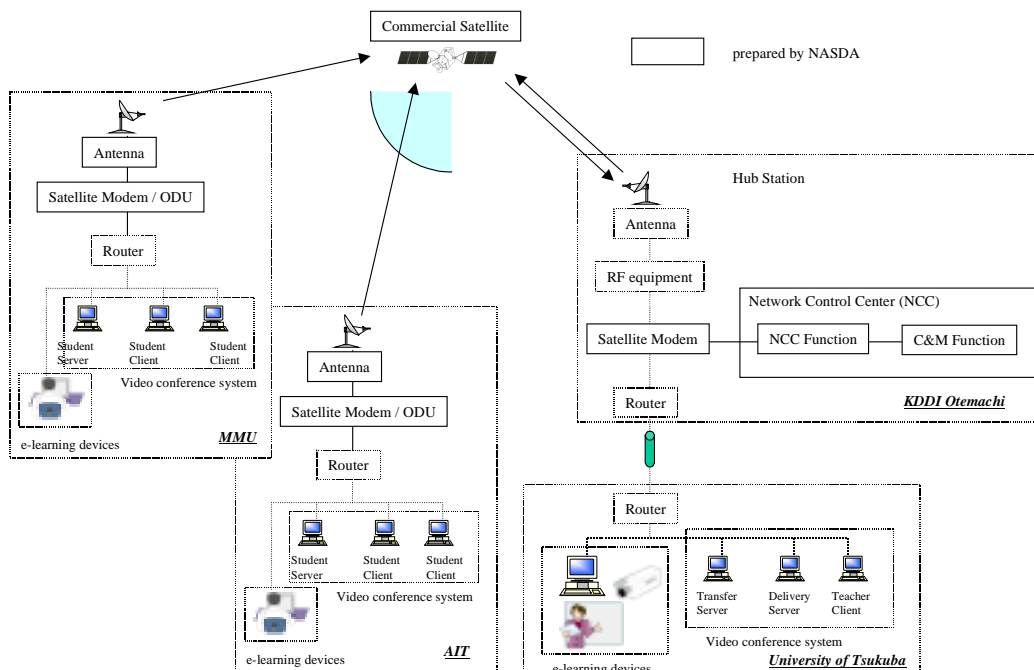 Commercial Satellite
prepared by NASDA
Antenna
Satellite Modem / ODU
Router
Student
Server
Student
Client
Student
Client
Video conference system
e-learning devices
MMU
Antenna
Satellite Modem / ODU
Router
Student
Server
Student
Client
Student
Client
Video conference system
e-learning devices
AIT
Hub Station
Antenna
RF equipment
Satellite Modem
Network Control Center (NCC)
NCC Function
C&M Function
Router
KDDI Otemachi
Router
Transfer
Server
Delivery
Server
Teacher
Client
Video conference system
e-learning devices
University of Tsukuba